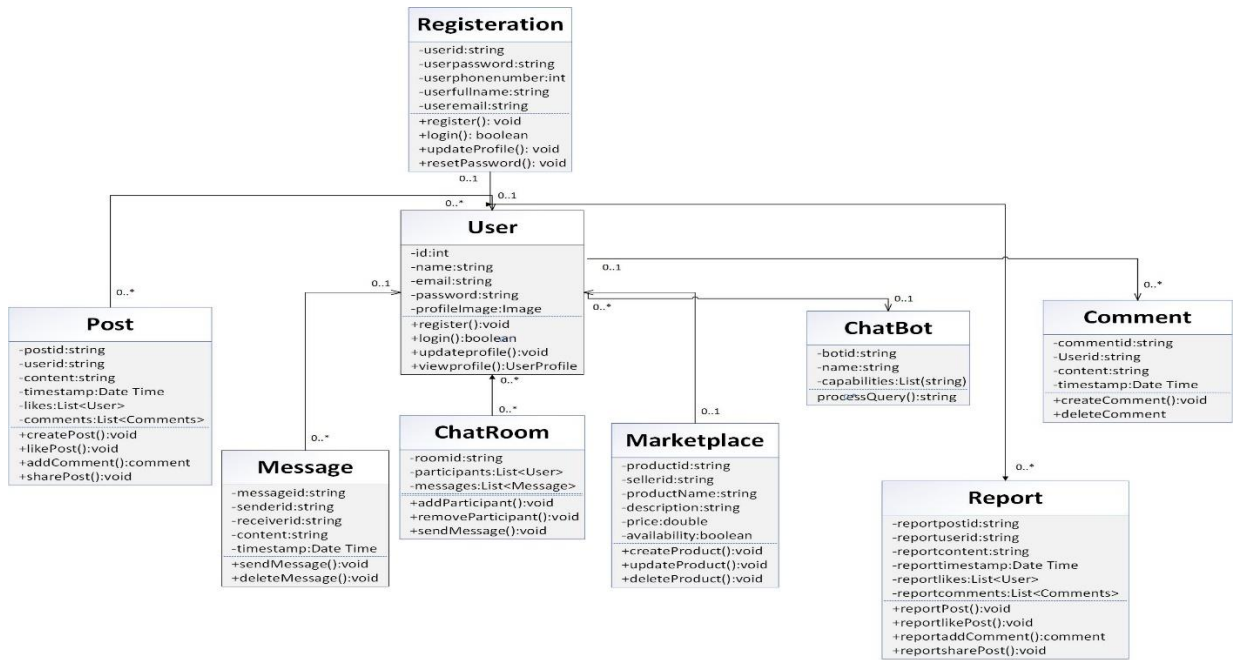 Registeration
-userid:string
-userpassword:string
-userphonenumber:int
-userfullname:string
-useremail:string
+register(): void
+login(): boolean
+updateProfile(): void
+resetPassword(): void
0..1
0..1
0..*
User
-id:int
-name:string
-email:string
-password:string
-profileImage:Image
+register():void
+login():boolean
+updateprofile():void
+viewprofile():UserProfile
0..1
0..1
0..*
0..1
0..*
0..*
0..*
Post
-postid:string
-userid:string
-content:string
-timestamp:Date Time
-likes:List<User>
-comments:List<Comments>
+createPost():void
+likePost():void
+addComment():comment
+sharePost():void
ChatBot
-botid:string
-name:string
-capabilities:List(string)
processQuery():string
0..1
Comment
-commentid:string
-Userid:string
-content:string
-timestamp:Date Time
+createComment():void
+deleteComment
0..*
0..*
Message
-messageid:string
-senderid:string
-receiverid:string
-content:string
-timestamp:Date Time
+sendMessage():void
+deleteMessage():void
0..*
ChatRoom
-roomid:string
-participants:List<User>
-messages:List<Message>
+addParticipant():void
+removeParticipant():void
+sendMessage():void
0..1
Marketplace
-productid:string
-sellerid:string
-productName:string
-description:string
-price:double
-availability:boolean
+createProduct():void
+updateProduct():void
+deleteProduct():void
0..*
Report
-reportpostid:string
-reportuserid:string
-reportcontent:string
-reporttimestamp:Date Time
-reportlikes:List<User>
-reportcomments:List<Comments>
+reportPost():void
+reportlikePost():void
+reportaddComment():comment
+reportsharePost():void